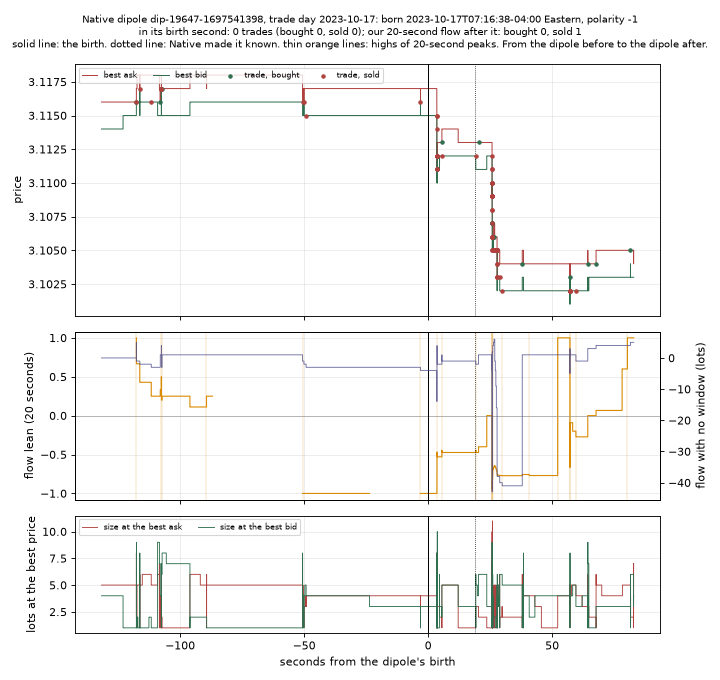 Native dipole dip-19647-1697541398, trade day 2023-10-17: born 2023-10-17T07:16:38-04:00 Eastern, polarity -1
in its birth second: 0 trades (bought 0, sold 0); our 20-second flow after it: bought 0, sold 1
solid line: the birth. dotted line: Native made it known. thin orange lines: highs of 20-second peaks. From the dipole before to the dipole after.
best ask best bid trade, bought trade, sold
3.1175
3.1150
3.1125
3.1100
3.1075
3.1050
3.1025
price
1.0
0.5
0.0
−0.5
−1.0
flow lean (20 seconds)
0
−10
−20
−30
−40
flow with no window (lots)
size at the best ask size at the best bid
10.0
7.5
5.0
2.5
lots at the best price
−100 −50 0 50
seconds from the dipole's birth